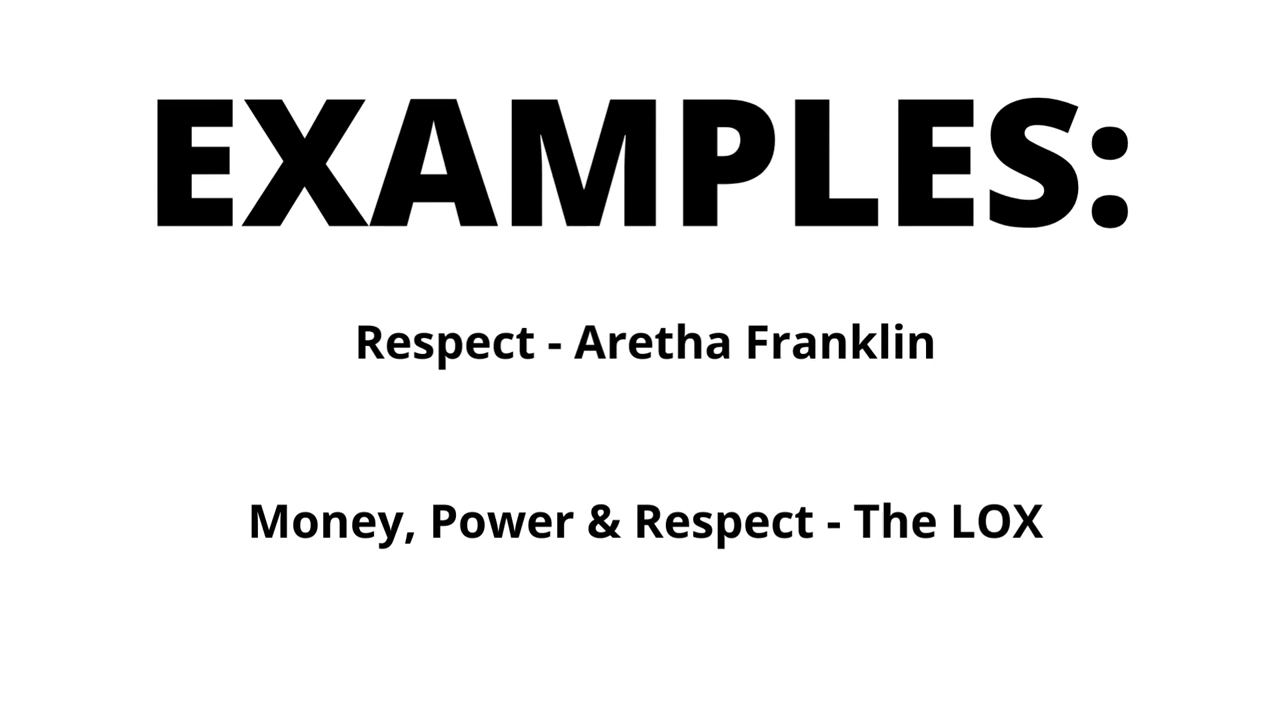 EXAMPLES:
Respect - Aretha Franklin
Money, Power & Respect - The LOX